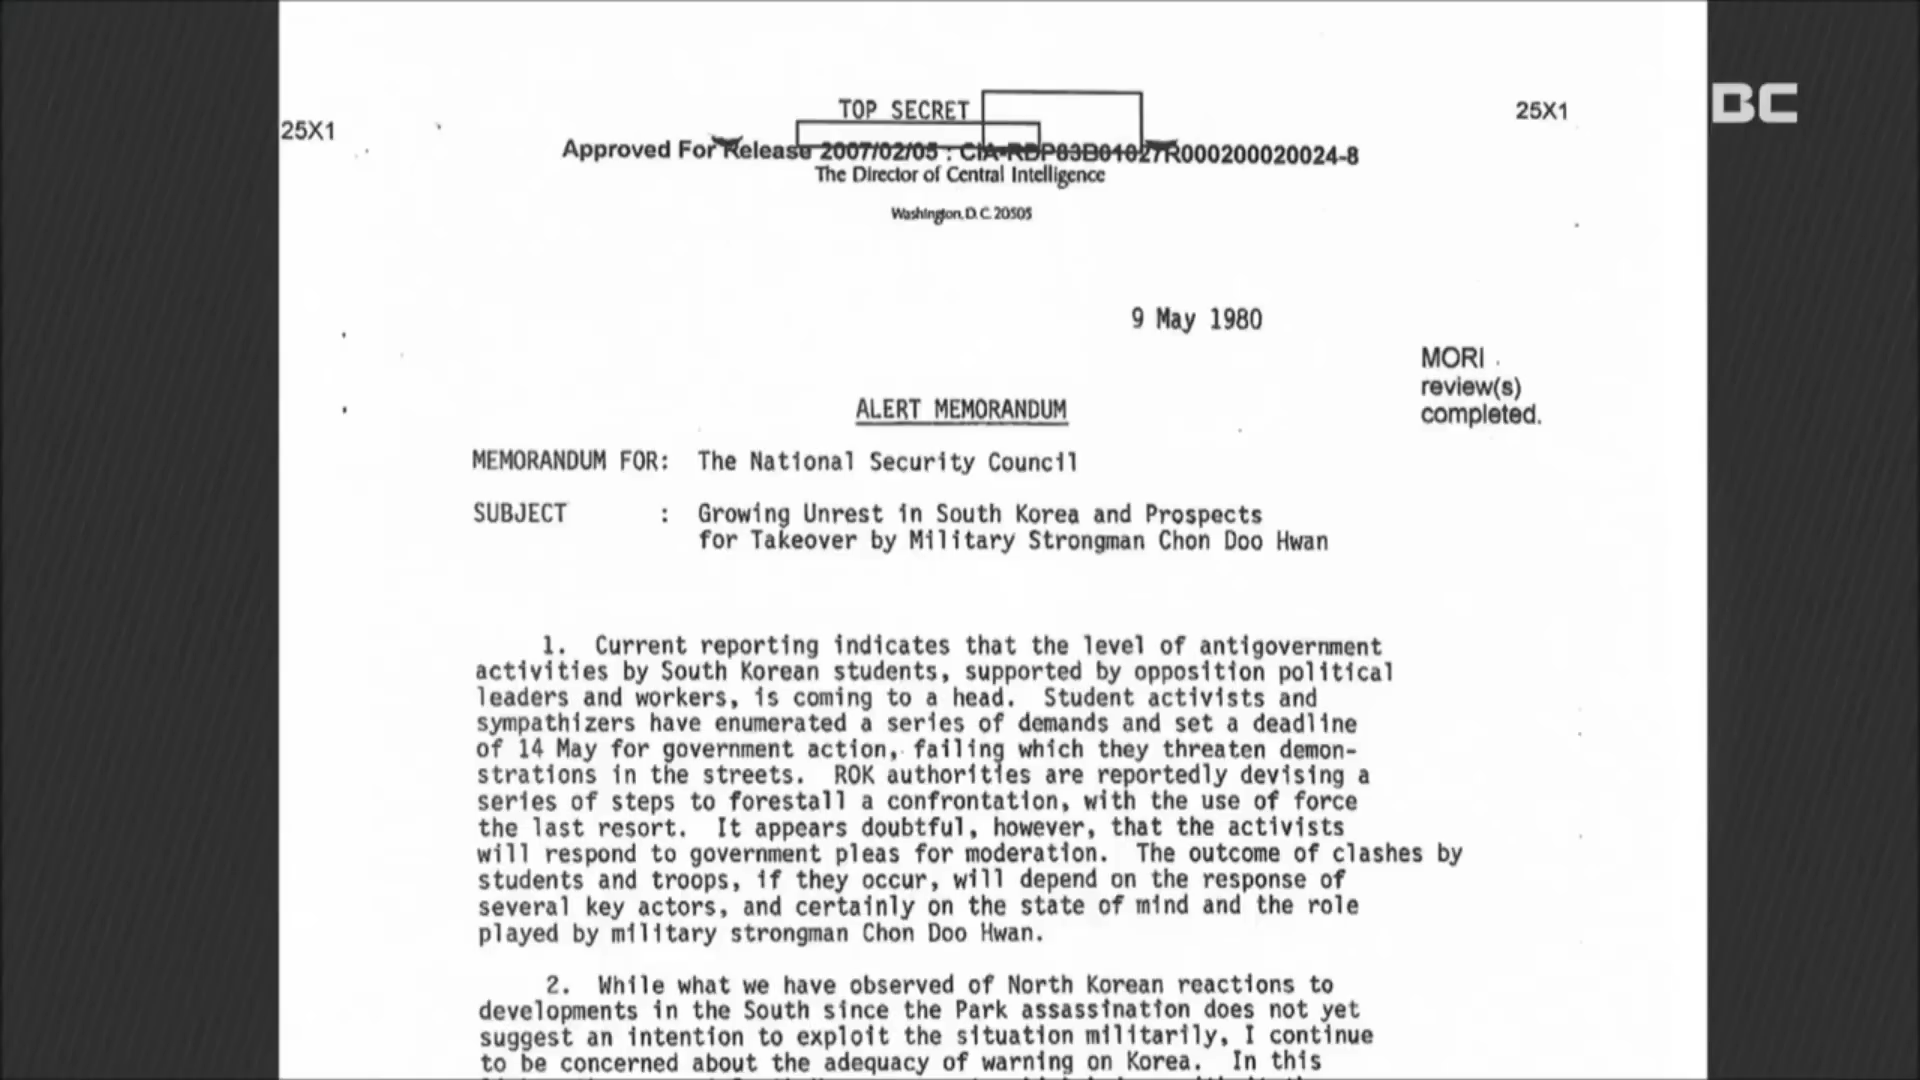 TOP SECRET
25X1
25X1
BC
Approved For Release 2007/02/05 : CIA-RDP83B01027R000200020024-8
The Director of Central Intelligence
Washington, D. C. 20505
9 May 1980
MORI
review(s)
completed.
ALERT MEMORANDUM
MEMORANDUM FOR: The National Security Council
SUBJECT : Growing Unrest in South Korea and Prospects
for Takeover by Military Strongman Chon Doo Hwan
1. Current reporting indicates that the level of antigovernment
activities by South Korean students, supported by opposition political
leaders and workers, is coming to a head. Student activists and
sympathizers have enumerated a series of demands and set a deadline
of 14 May for government action, failing which they threaten demon-
strations in the streets. ROK authorities are reportedly devising a
series of steps to forestall a confrontation, with the use of force
the last resort. It appears doubtful, however, that the activists
will respond to government pleas for moderation. The outcome of clashes by
students and troops, if they occur, will depend on the response of
several key actors, and certainly on the state of mind and the role
played by military strongman Chon Doo Hwan.
2. While what we have observed of North Korean reactions to
developments in the South since the Park assassination does not yet
suggest an intention to exploit the situation militarily, I continue
to be concerned about the adequacy of warning on Korea. In this